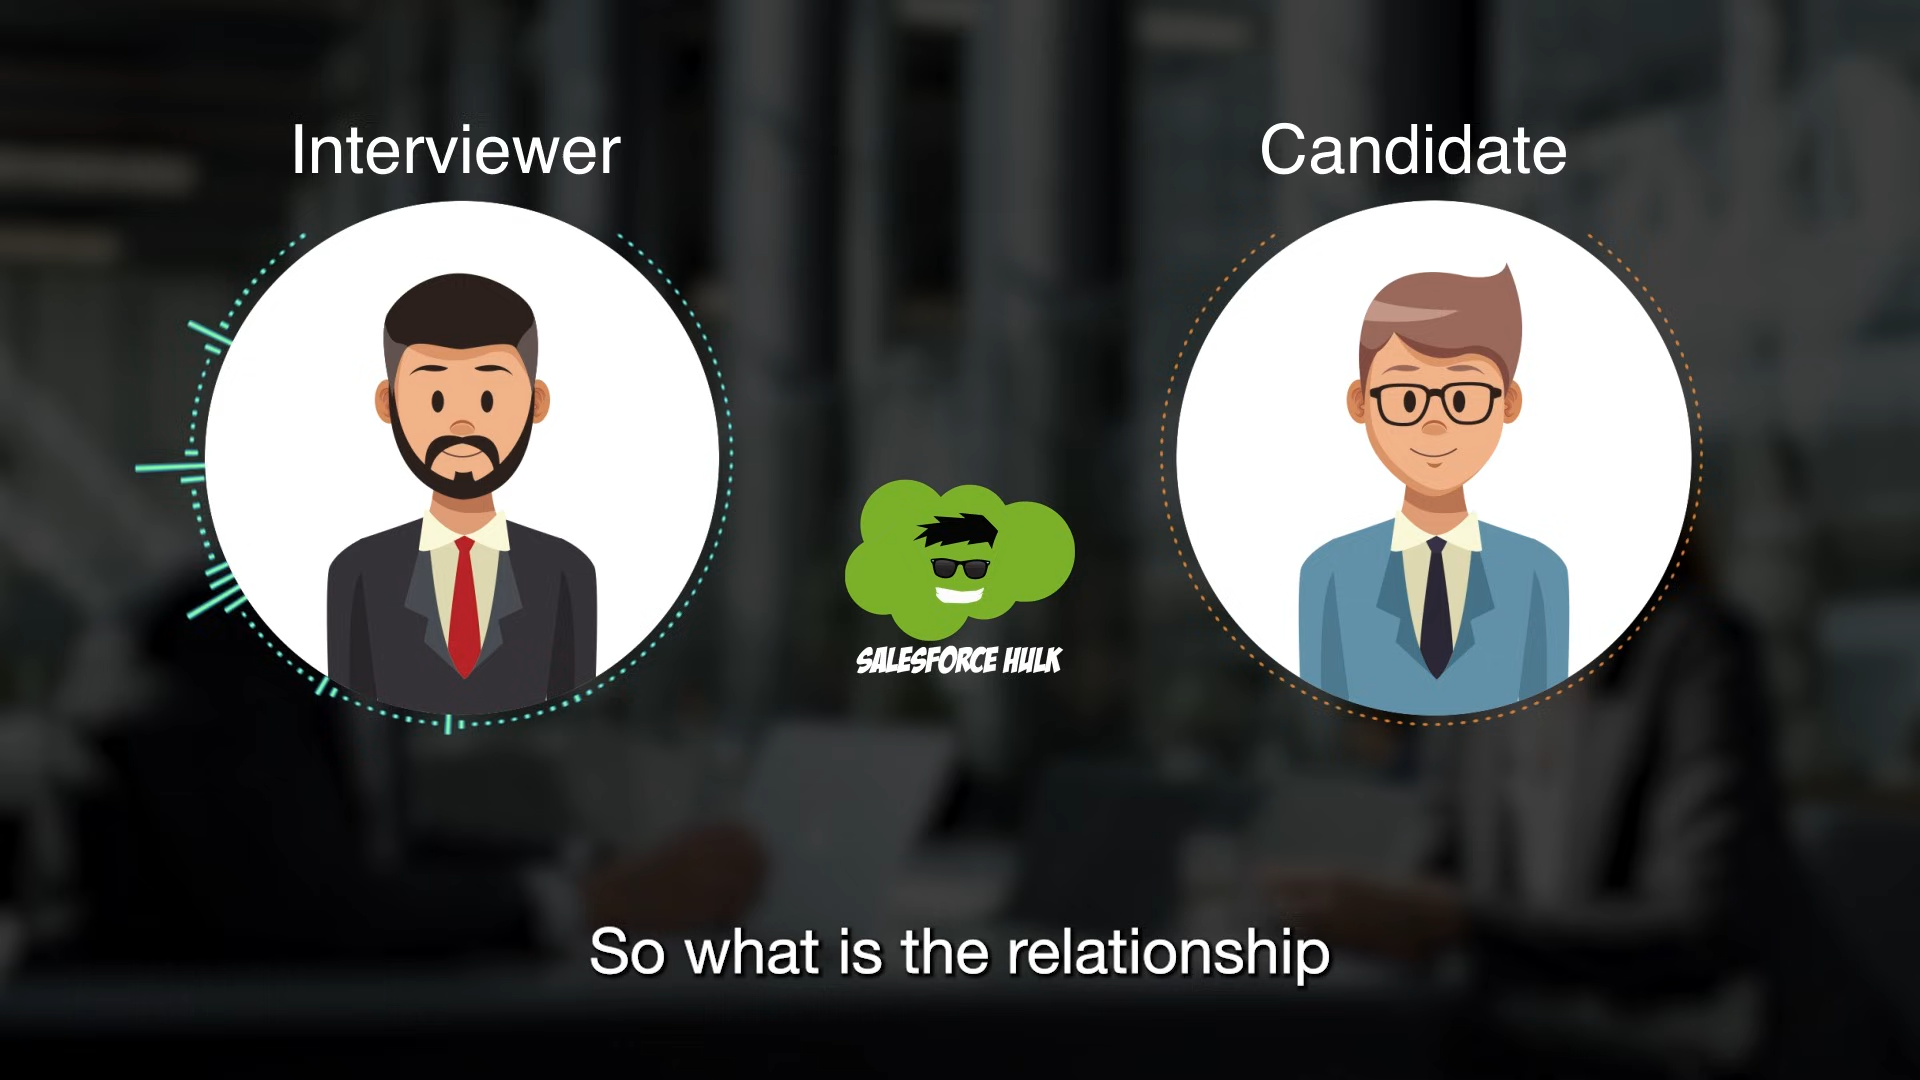 Interviewer
Candidate
SALESFORCE HULK
So what is the relationship